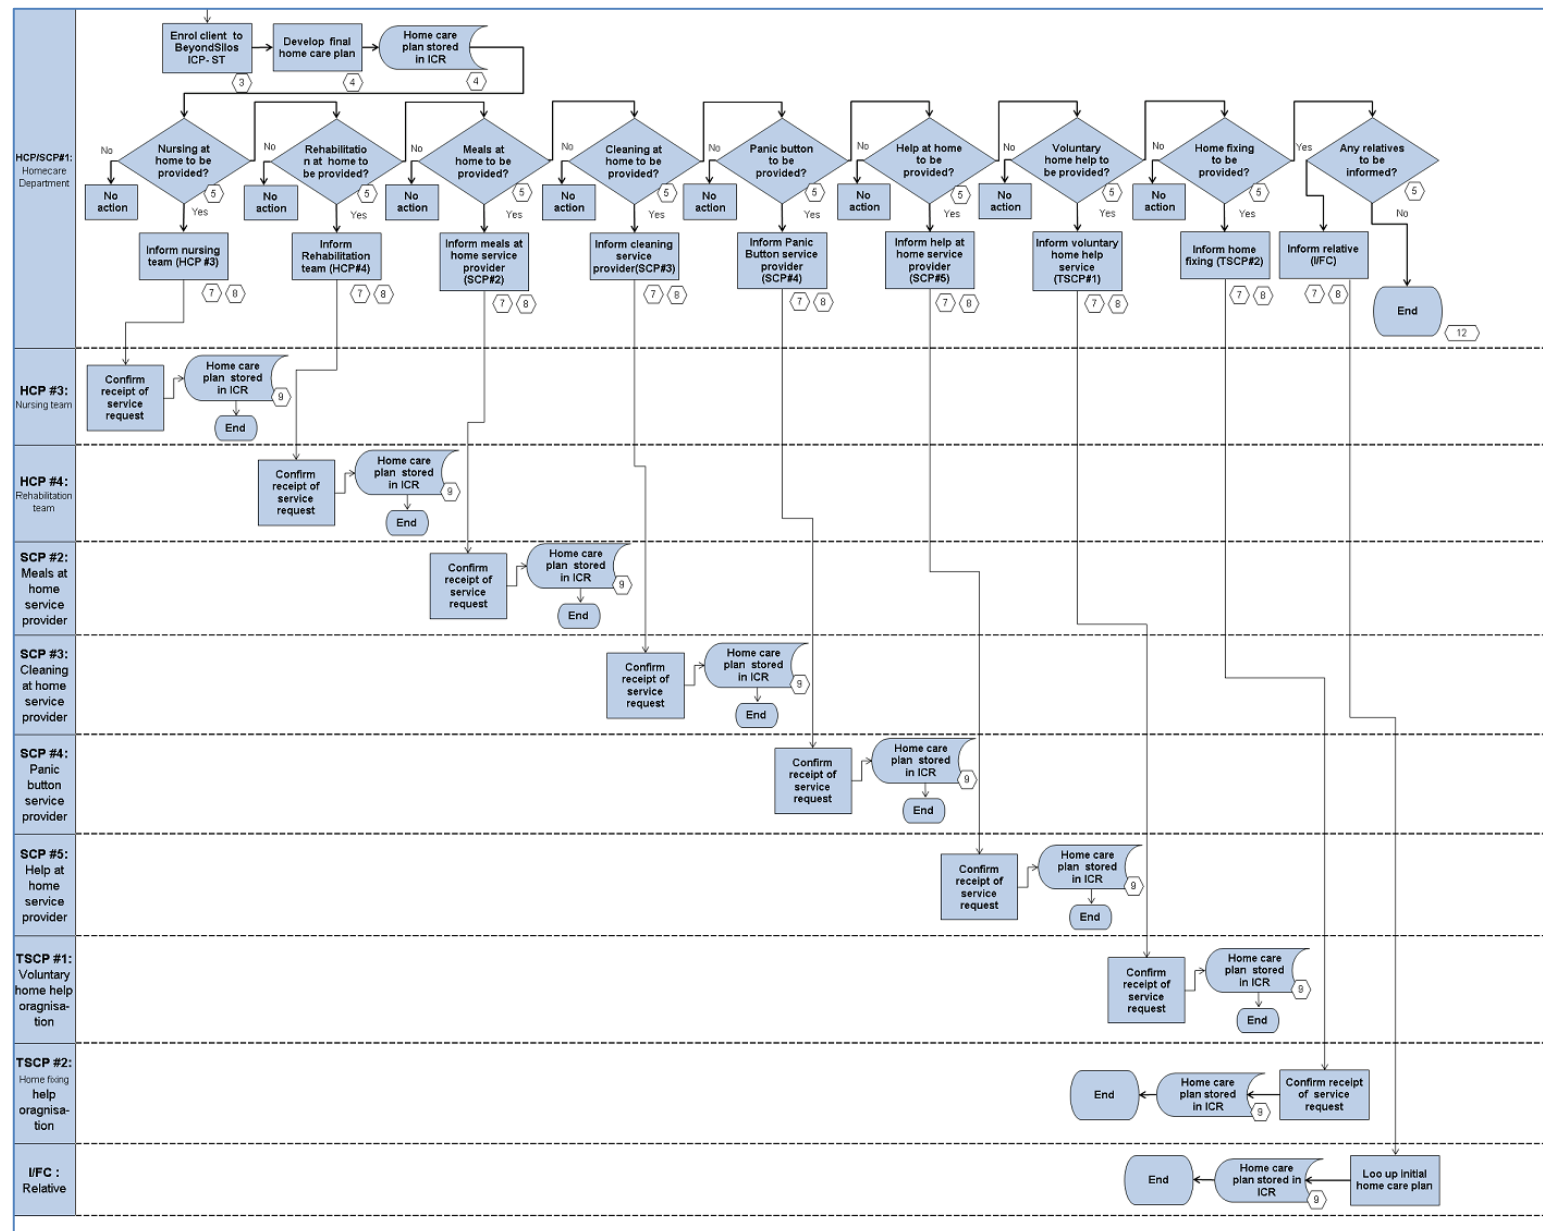 Enrol client to
BeyondSilos
ICP- ST
3
Develop final
home care plan
4
Home care
plan stored
in ICR
4
HCP/SCP#1:
Homecare
Department
No
Nursing at
home to be
provided?
5
No
action
Yes
Inform nursing
team (HCP #3)
7
8
No
Rehabilitatio
n at home to
be provided?
5
No
action
Yes
Inform
Rehabilitation
team (HCP#4)
7
8
No
Meals at
home to be
provided?
5
No
action
Yes
Inform meals at
home service
provider
(SCP#2)
7
8
No
Cleaning at
home to be
provided?
5
No
action
Yes
Inform cleaning
service
provider(SCP#3)
7
8
No
Panic button
to be
provided?
5
No
action
Yes
Inform Panic
Button service
provider
(SCP#4)
7
8
No
Help at
home to be
provided?
5
No
action
Yes
Inform help at
home service
provider
(SCP#5)
7
8
No
Voluntary
home help to
be provided?
5
No
action
Yes
Inform voluntary
home help
service
(TSCP#1)
7
8
No
Home fixing
to be
provided?
5
No
action
Yes
Inform home
fixing (TSCP#2)
7
8
Yes
Any relatives
to be
informed?
5
No
Inform relative
(I/FC)
7
8
End
12
HCP #3:
Nursing team
Confirm
receipt of
service
request
Home care
plan stored
in ICR
9
End
HCP #4:
Rehabilitation
team
Confirm
receipt of
service
request
Home care
plan stored
in ICR
9
End
SCP #2:
Meals at
home
service
provider
Confirm
receipt of
service
request
Home care
plan stored
in ICR
9
End
SCP #3:
Cleaning
at home
service
provider
Confirm
receipt of
service
request
Home care
plan stored
in ICR
9
End
SCP #4:
Panic
button
service
provider
Confirm
receipt of
service
request
Home care
plan stored
in ICR
9
End
SCP #5:
Help at
home
service
provider
Confirm
receipt of
service
request
Home care
plan stored
in ICR
9
End
TSCP #1:
Voluntary
home help
oragnisa-
tion
Confirm
receipt of
service
request
Home care
plan stored
in ICR
9
End
TSCP #2:
Home fixing
help
oragnisa-
tion
End
Home care
plan stored
in ICR
9
Confirm receipt
of service
request
I/FC :
Relative
End
Home care
plan stored in
ICR
9
Loo up initial
home care plan